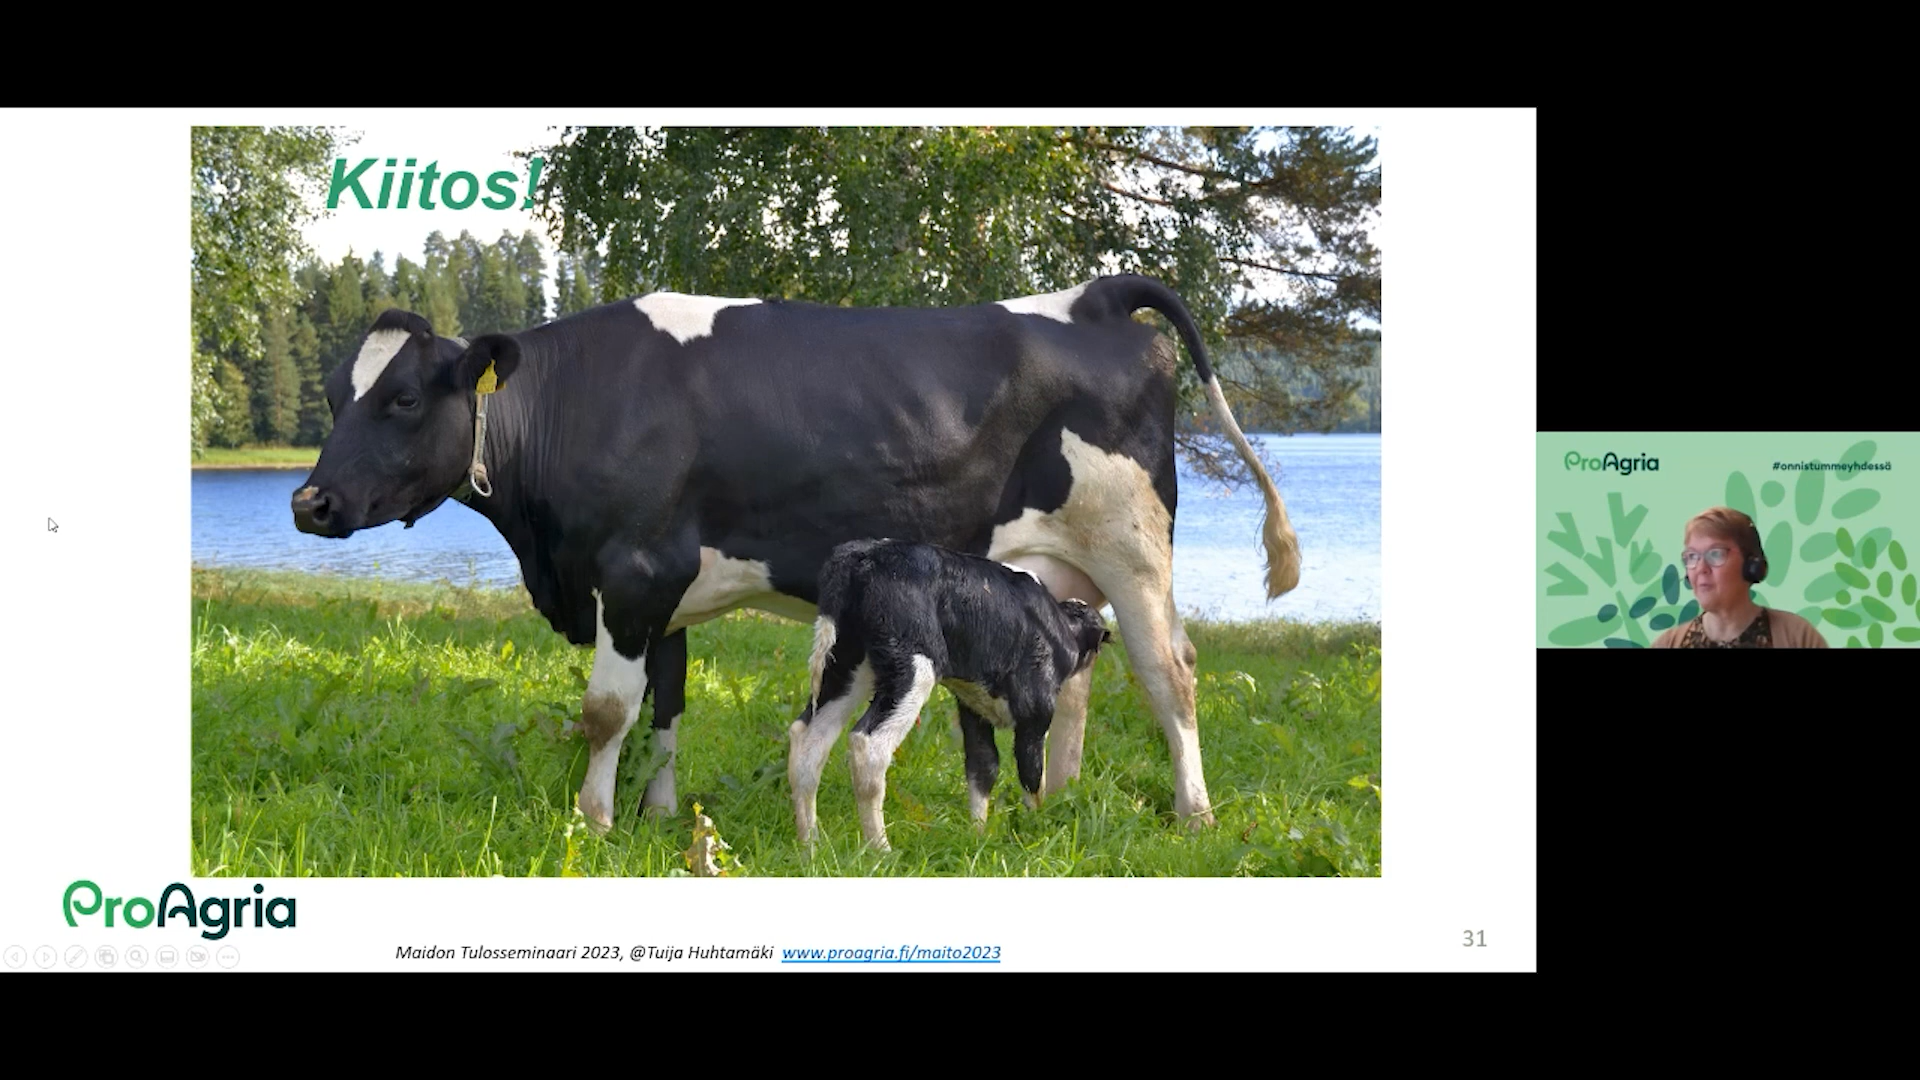 Kiitos!
ProAgria
#onnistummeyhdessä
ProAgria
Maidon Tulosseminaari 2023, @Tuija Huhtamäki www.proagria.fi/maito2023
31